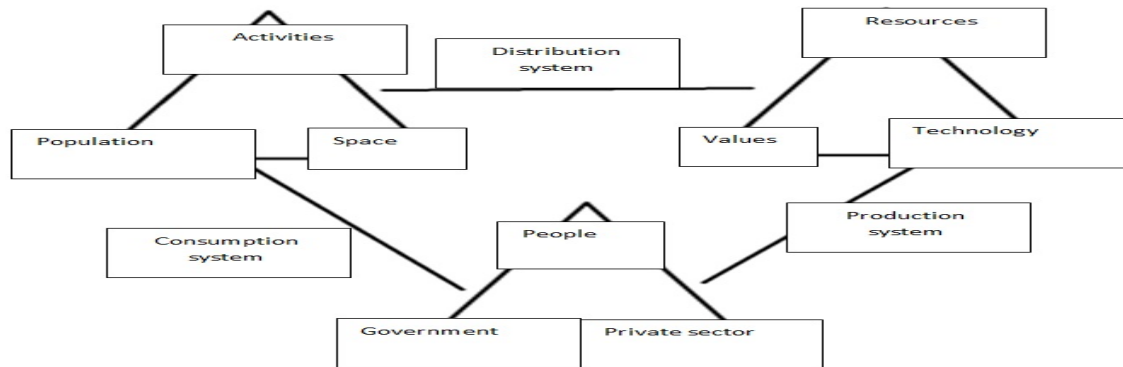 Activities
Distribution
system
Resources
Population
Space
Values
Technology
Consumption
system
People
Production
system
Government
Private sector